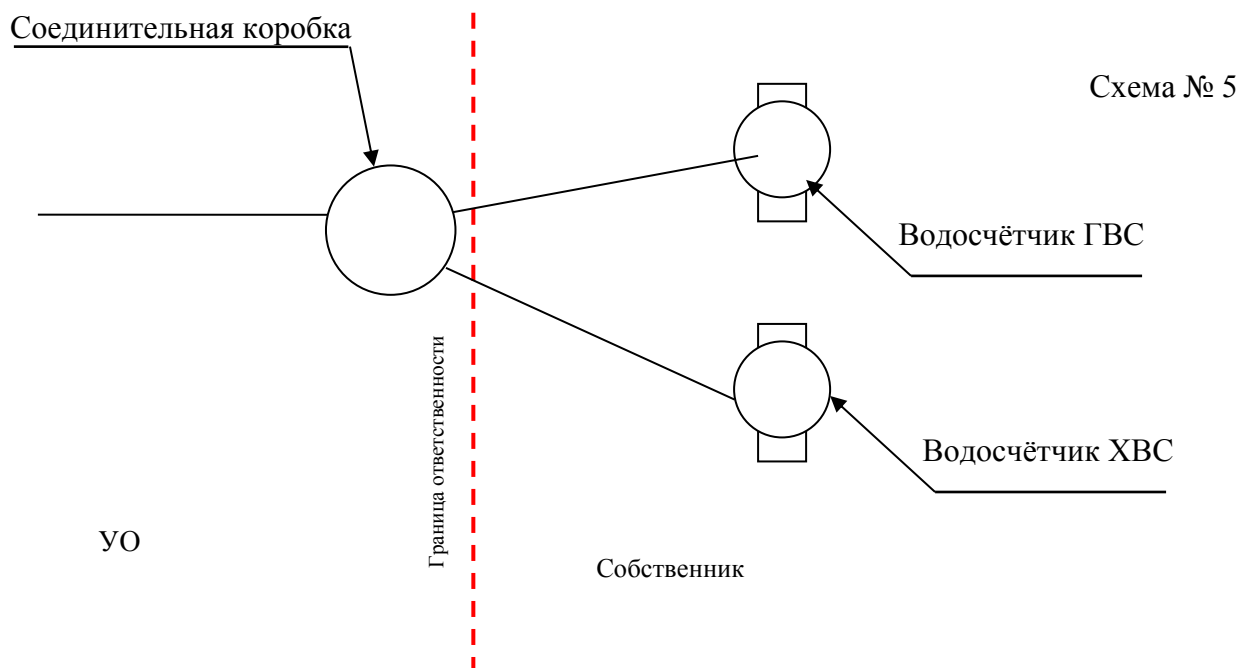 Соединительная коробка
Схема № 5
Водосчётчик ГВС
Водосчётчик ХВС
Граница ответственности
УО
Собственник